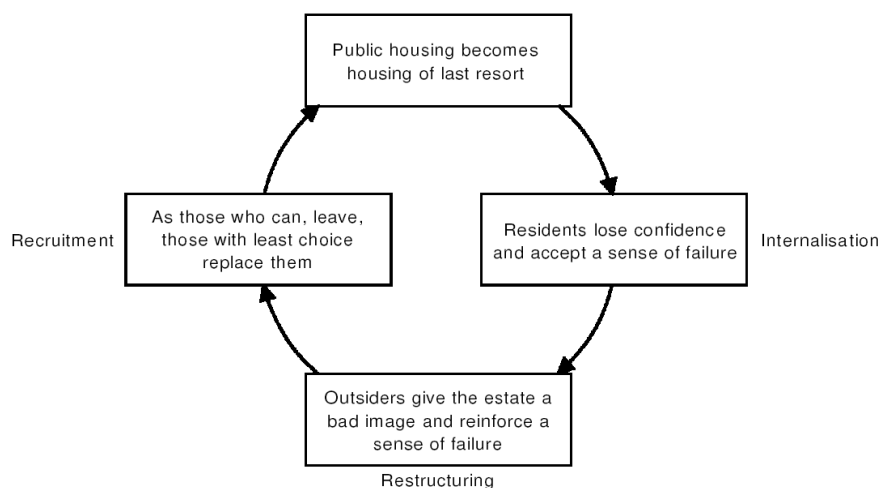 Public housing becomes
housing of last resort
Recruitment
As those who can, leave,
those with least choice
replace them
Residents lose confidence
and accept a sense of failure
Internalisation
Outsiders give the estate a
bad image and reinforce a
sense of failure
Restructuring